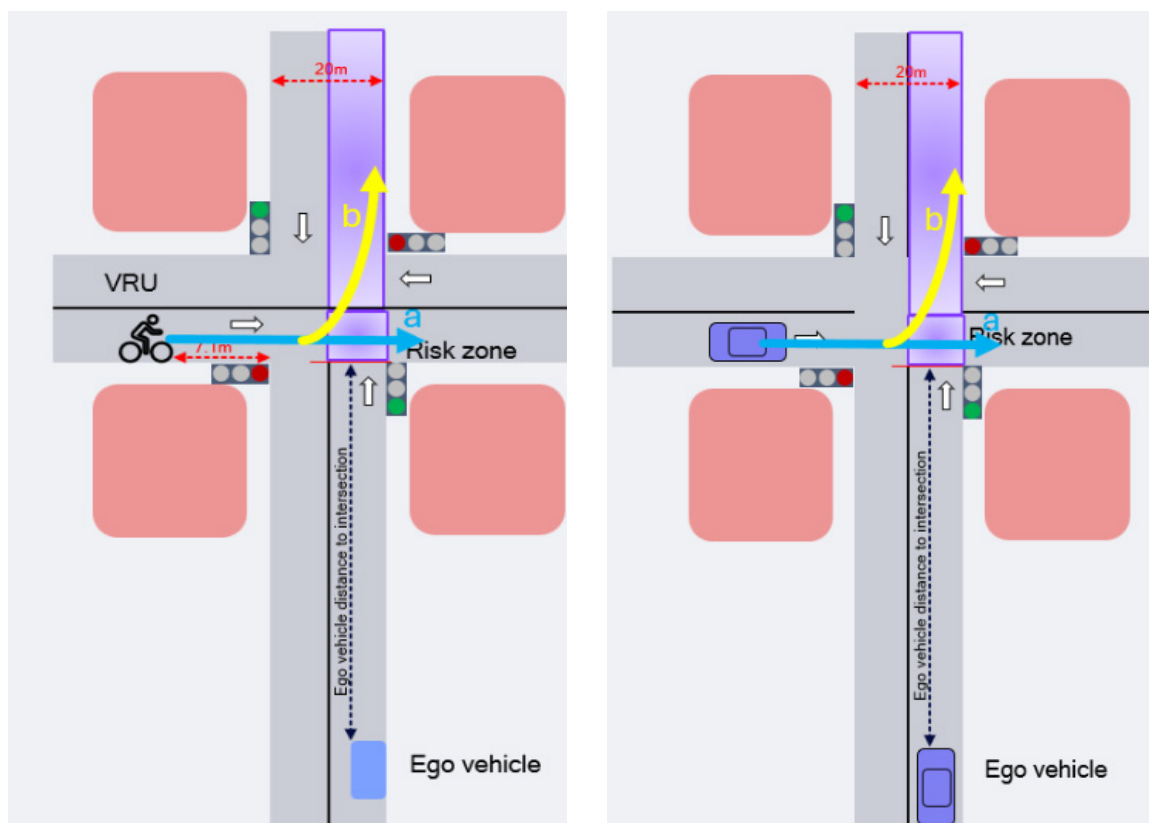 20m
b
VRU
a
Risk zone
7.1m
Ego vehicle distance to intersection
Ego vehicle
20m
b
a
Risk zone
Ego vehicle distance to intersection
Ego vehicle